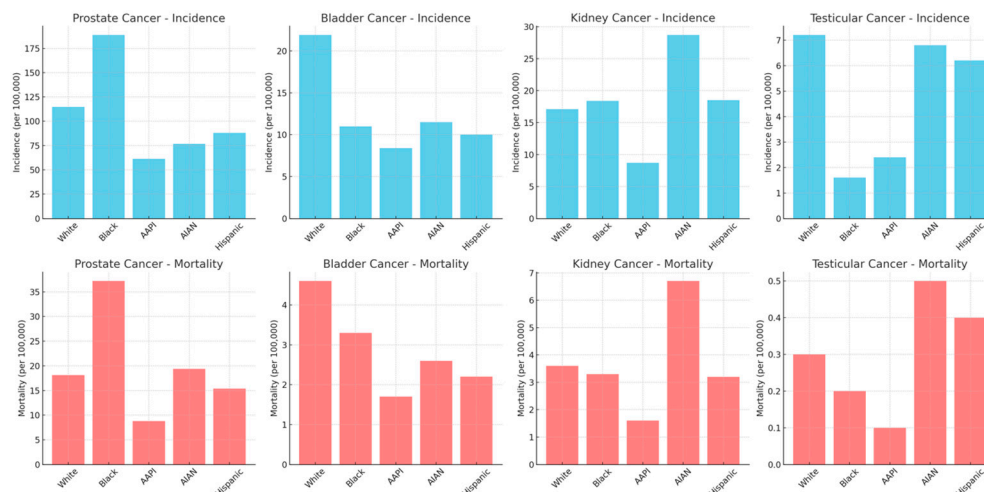 Prostate Cancer - Incidence
Incidence (per 100,000)
175
150
125
100
75
50
25
0
White
Black
AAPI
AIAN
Hispanic
Bladder Cancer - Incidence
Incidence (per 100,000)
20
15
10
5
0
White
Black
AAPI
AIAN
Hispanic
Kidney Cancer - Incidence
Incidence (per 100,000)
30
25
20
15
10
5
0
White
Black
AAPI
AIAN
Hispanic
Testicular Cancer - Incidence
Incidence (per 100,000)
7
6
5
4
3
2
1
0
White
Black
AAPI
AIAN
Hispanic
Prostate Cancer - Mortality
Mortality (per 100,000)
35
30
25
20
15
10
5
0
White
Black
AAPI
AIAN
Hispanic
Bladder Cancer - Mortality
Mortality (per 100,000)
4
3
2
1
0
White
Black
AAPI
AIAN
Hispanic
Kidney Cancer - Mortality
Mortality (per 100,000)
7
6
5
4
3
2
1
0
White
Black
AAPI
AIAN
Hispanic
Testicular Cancer - Mortality
Mortality (per 100,000)
0.5
0.4
0.3
0.2
0.1
0.0
White
Black
AAPI
AIAN
Hispanic